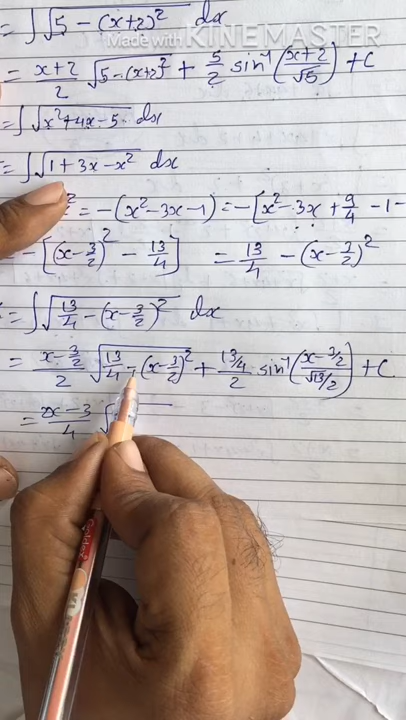 = ∫ √5 - (x+2)² dx
Made with KINEMASTER
= x+2/2 √5-(x+2)² + 5/2 sin⁻¹(x+2/√5) + C
= ∫ √x²+4x-5 dx
= ∫ √1+3x-x² dx
² = -(x²-3x-1) = -[x²-3x+9/4-1-
-[(x-3/2)² - 13/4] = 13/4 - (x-3/2)²
= ∫ √13/4 - (x-3/2)² dx
= x-3/2/2 √13/4 - (x-3/2)² + 13/4/2 sin⁻¹(x-3/2/√13/2) + C
= 2x-3/4 √